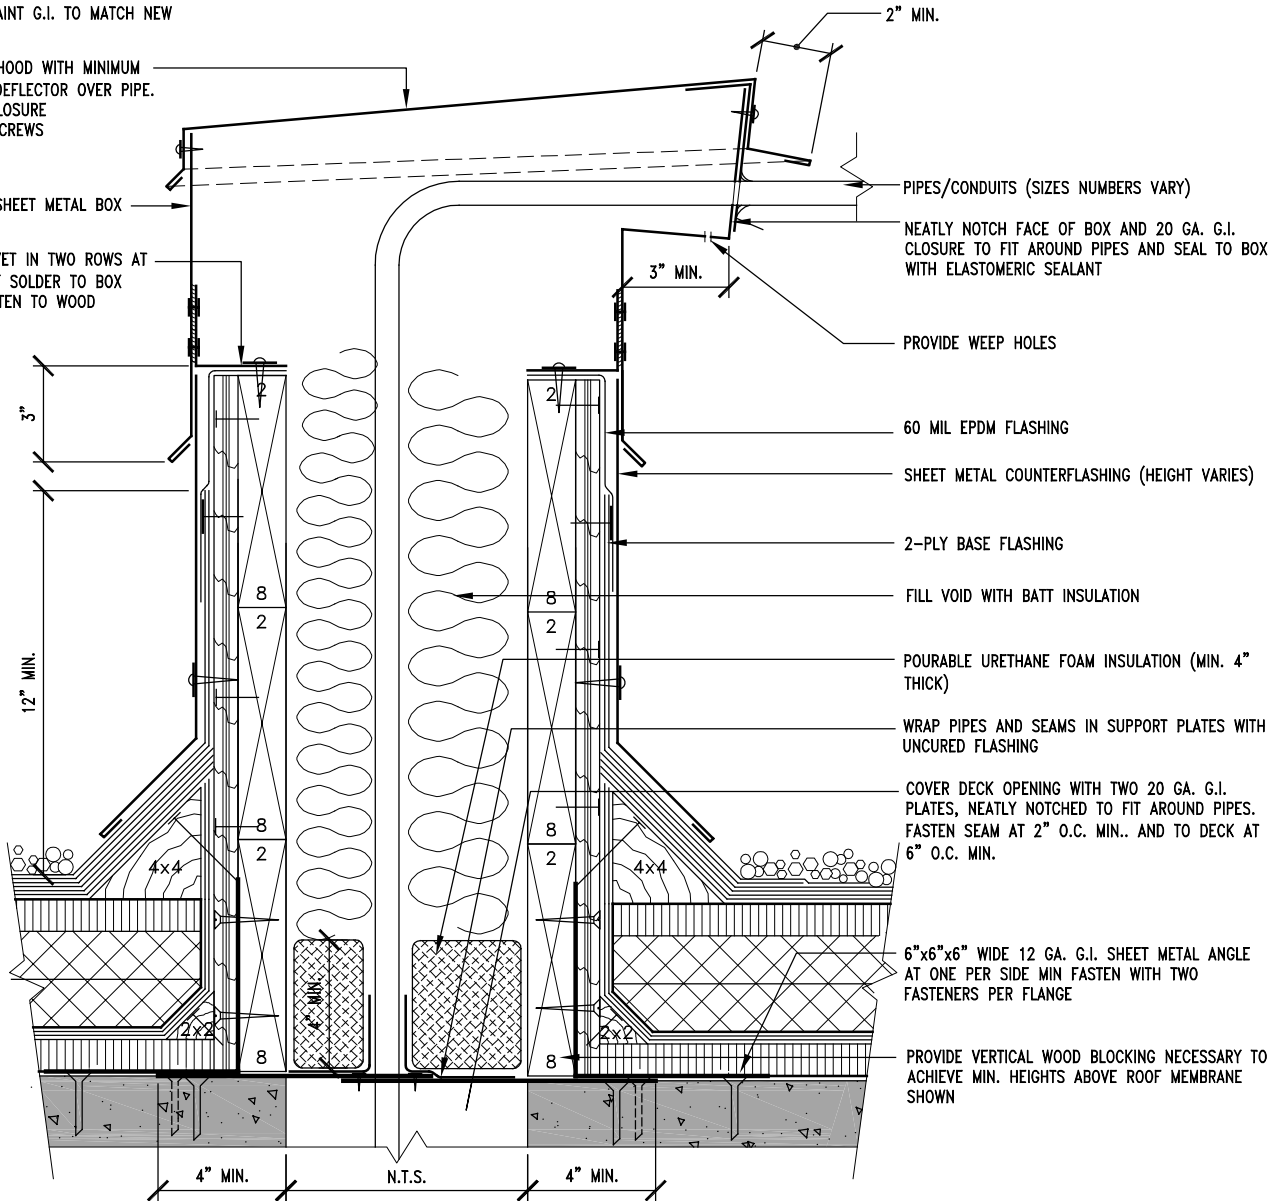 AINT G.I. TO MATCH NEW
HOOD WITH MINIMUM
DEFLECTOR OVER PIPE.
LOSURE
CREWS
SHEET METAL BOX
VET IN TWO ROWS AT
SOLDER TO BOX
TEN TO WOOD
2" MIN.
PIPES/CONDUITS (SIZES NUMBERS VARY)
NEATLY NOTCH FACE OF BOX AND 20 GA. G.I.
CLOSURE TO FIT AROUND PIPES AND SEAL TO BOX
WITH ELASTOMERIC SEALANT
3" MIN.
PROVIDE WEEP HOLES
3"
2
2
60 MIL EPDM FLASHING
SHEET METAL COUNTERFLASHING (HEIGHT VARIES)
2-PLY BASE FLASHING
8
8
FILL VOID WITH BATT INSULATION
2
2
12" MIN.
POURABLE URETHANE FOAM INSULATION (MIN. 4"
THICK)
WRAP PIPES AND SEAMS IN SUPPORT PLATES WITH
UNCURED FLASHING
COVER DECK OPENING WITH TWO 20 GA. G.I.
PLATES, NEATLY NOTCHED TO FIT AROUND PIPES.
FASTEN SEAM AT 2" O.C. MIN.. AND TO DECK AT
6" O.C. MIN.
8
8
2
2
4x4
4x4
4" MIN.
6"x6"x6" WIDE 12 GA. G.I. SHEET METAL ANGLE
AT ONE PER SIDE MIN FASTEN WITH TWO
FASTENERS PER FLANGE
2x2
2x2
8
8
PROVIDE VERTICAL WOOD BLOCKING NECESSARY TO
ACHIEVE MIN. HEIGHTS ABOVE ROOF MEMBRANE
SHOWN
4" MIN.
N.T.S.
4" MIN.